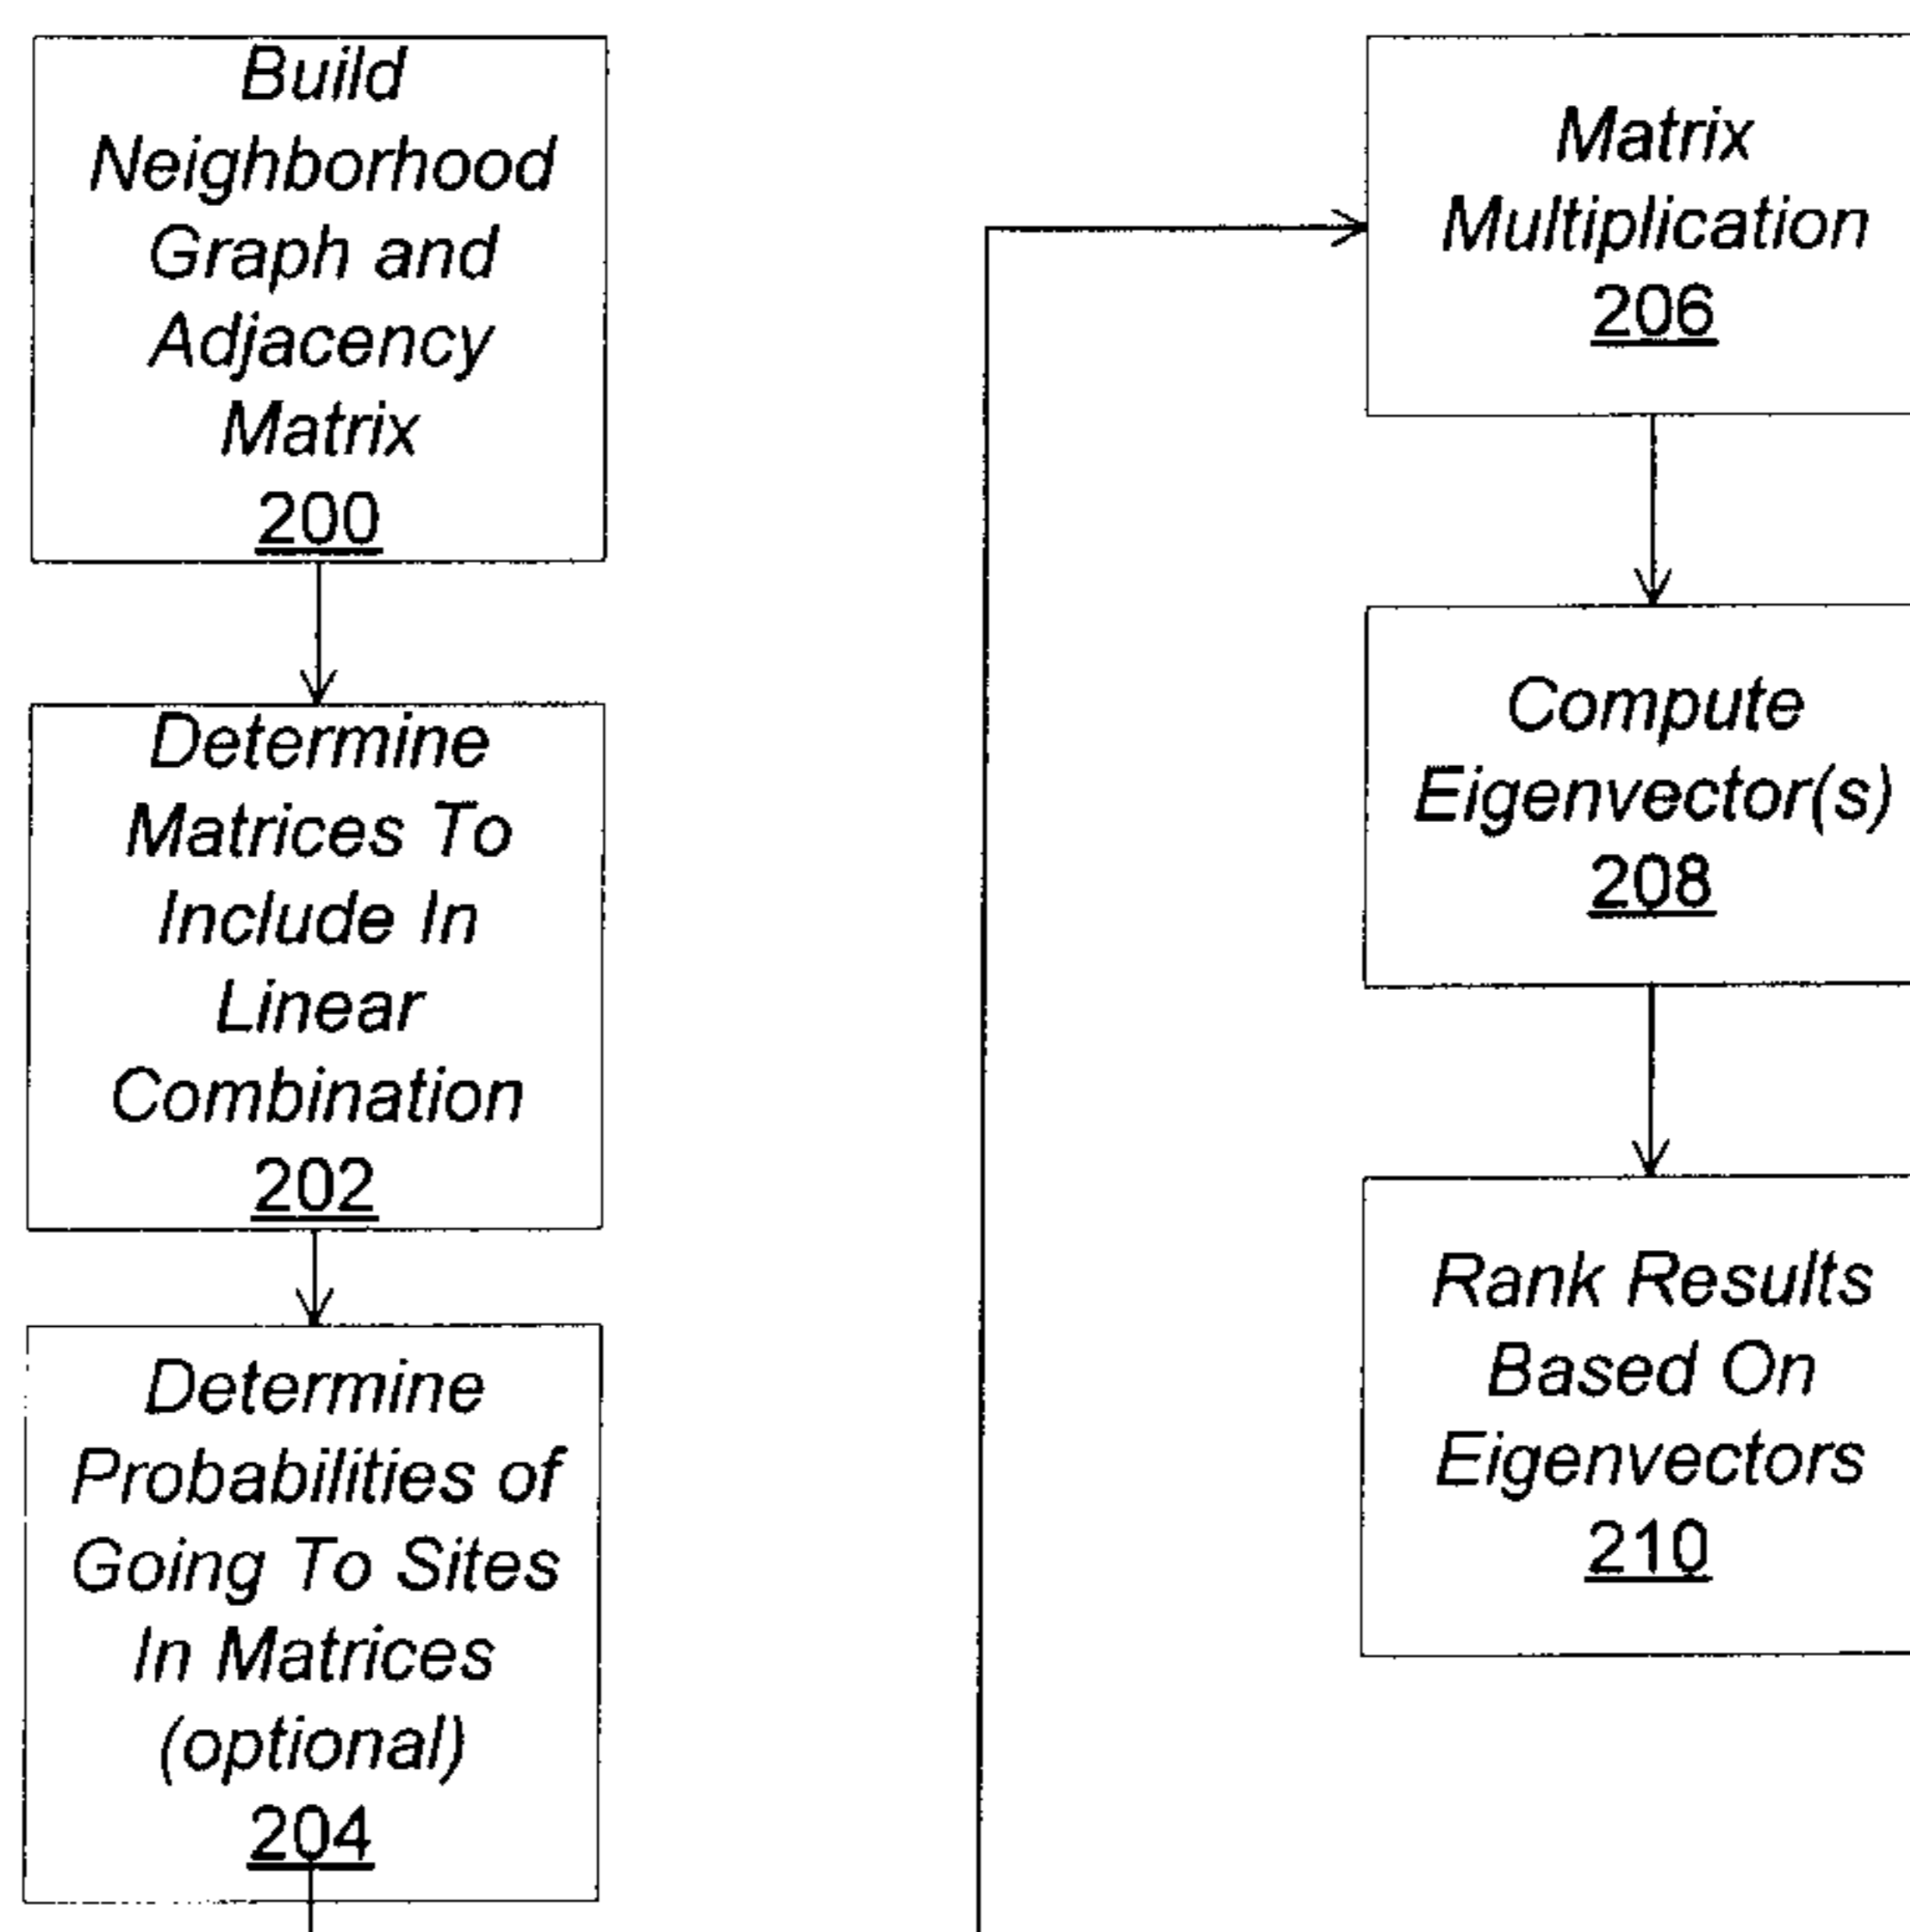 Build
Neighborhood
Graph and
Adjacency
Matrix
200
Determine
Matrices To
Include In
Linear
Combination
202
Determine
Probabilities of
Going To Sites
In Matrices
(optional)
204
Matrix
Multiplication
206
Compute
Eigenvector(s)
208
Rank Results
Based On
Eigenvectors
210